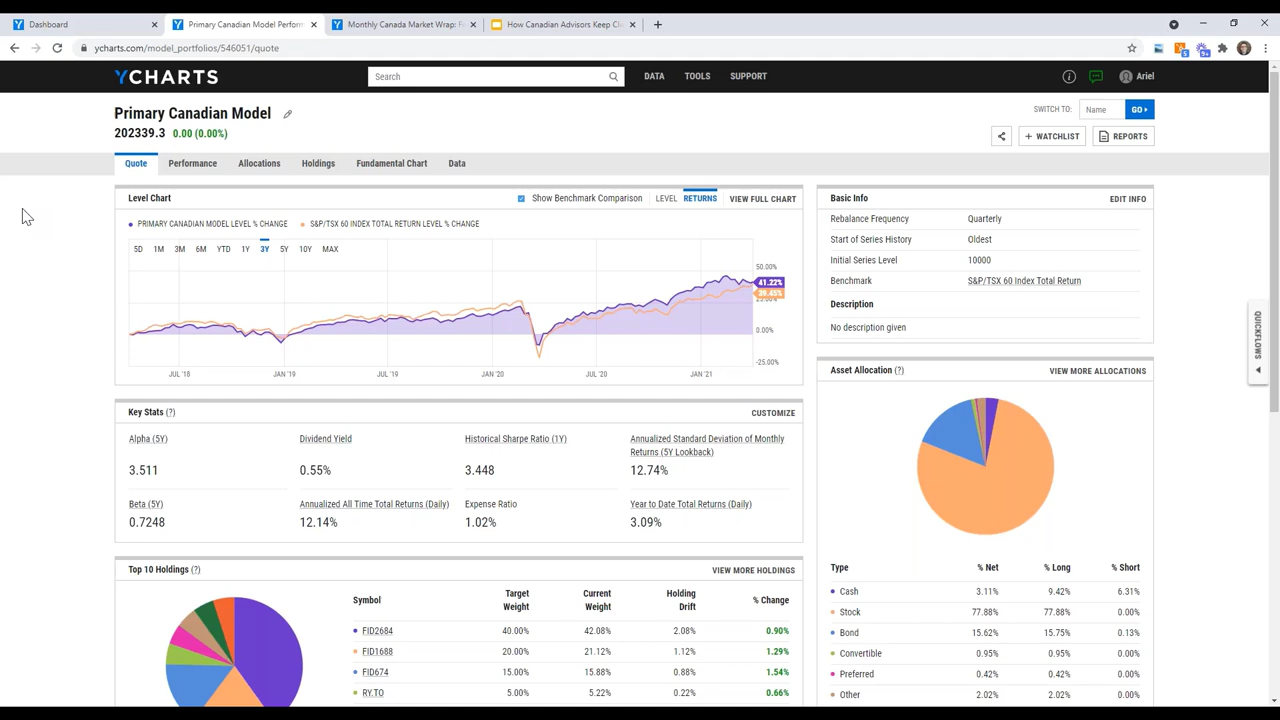 Dashboard
Primary Canadian Model Perform
Monthly Canada Market Wrap: F
How Canadian Advisors Keep Cli
ycharts.com/model_portfolios/546051/quote
YCHARTS
Search
DATA
TOOLS
SUPPORT
Ariel
Primary Canadian Model
202339.3 0.00 (0.00%)
SWITCH TO:
Name
GO
+ WATCHLIST
REPORTS
Quote
Performance
Allocations
Holdings
Fundamental Chart
Data
Level Chart
Show Benchmark Comparison
LEVEL
RETURNS
VIEW FULL CHART
PRIMARY CANADIAN MODEL LEVEL % CHANGE
S&P/TSX 60 INDEX TOTAL RETURN LEVEL % CHANGE
5D 1M 3M 6M YTD 1Y 3Y 5Y 10Y MAX
50.00%
41.22%
39.45%
0.00%
-25.00%
JUL '18 JAN '19 JUL '19 JAN '20 JUL '20 JAN '21
Basic Info
EDIT INFO
Rebalance Frequency Quarterly
Start of Series History Oldest
Initial Series Level 10000
Benchmark S&P/TSX 60 Index Total Return
Description
No description given
QUICKFLOWS
Key Stats (?)
CUSTOMIZE
Alpha (5Y)
3.511
Dividend Yield
0.55%
Historical Sharpe Ratio (1Y)
3.448
Annualized Standard Deviation of Monthly
Returns (5Y Lookback)
12.74%
Beta (5Y)
0.7248
Annualized All Time Total Returns (Daily)
12.14%
Expense Ratio
1.02%
Year to Date Total Returns (Daily)
3.09%
Asset Allocation (?)
VIEW MORE ALLOCATIONS
Type % Net % Long % Short
Cash 3.11% 9.42% 6.31%
Stock 77.88% 77.88% 0.00%
Bond 15.62% 15.75% 0.13%
Convertible 0.95% 0.95% 0.00%
Preferred 0.42% 0.42% 0.00%
Other 2.02% 2.02% 0.00%
Top 10 Holdings (?)
VIEW MORE HOLDINGS
Symbol Target Weight Current Weight Holding Drift % Change
FID2684 40.00% 42.08% 2.08% 0.90%
FID1688 20.00% 21.12% 1.12% 1.29%
FID674 15.00% 15.88% 0.88% 1.54%
RY.TO 5.00% 5.22% 0.22% 0.66%